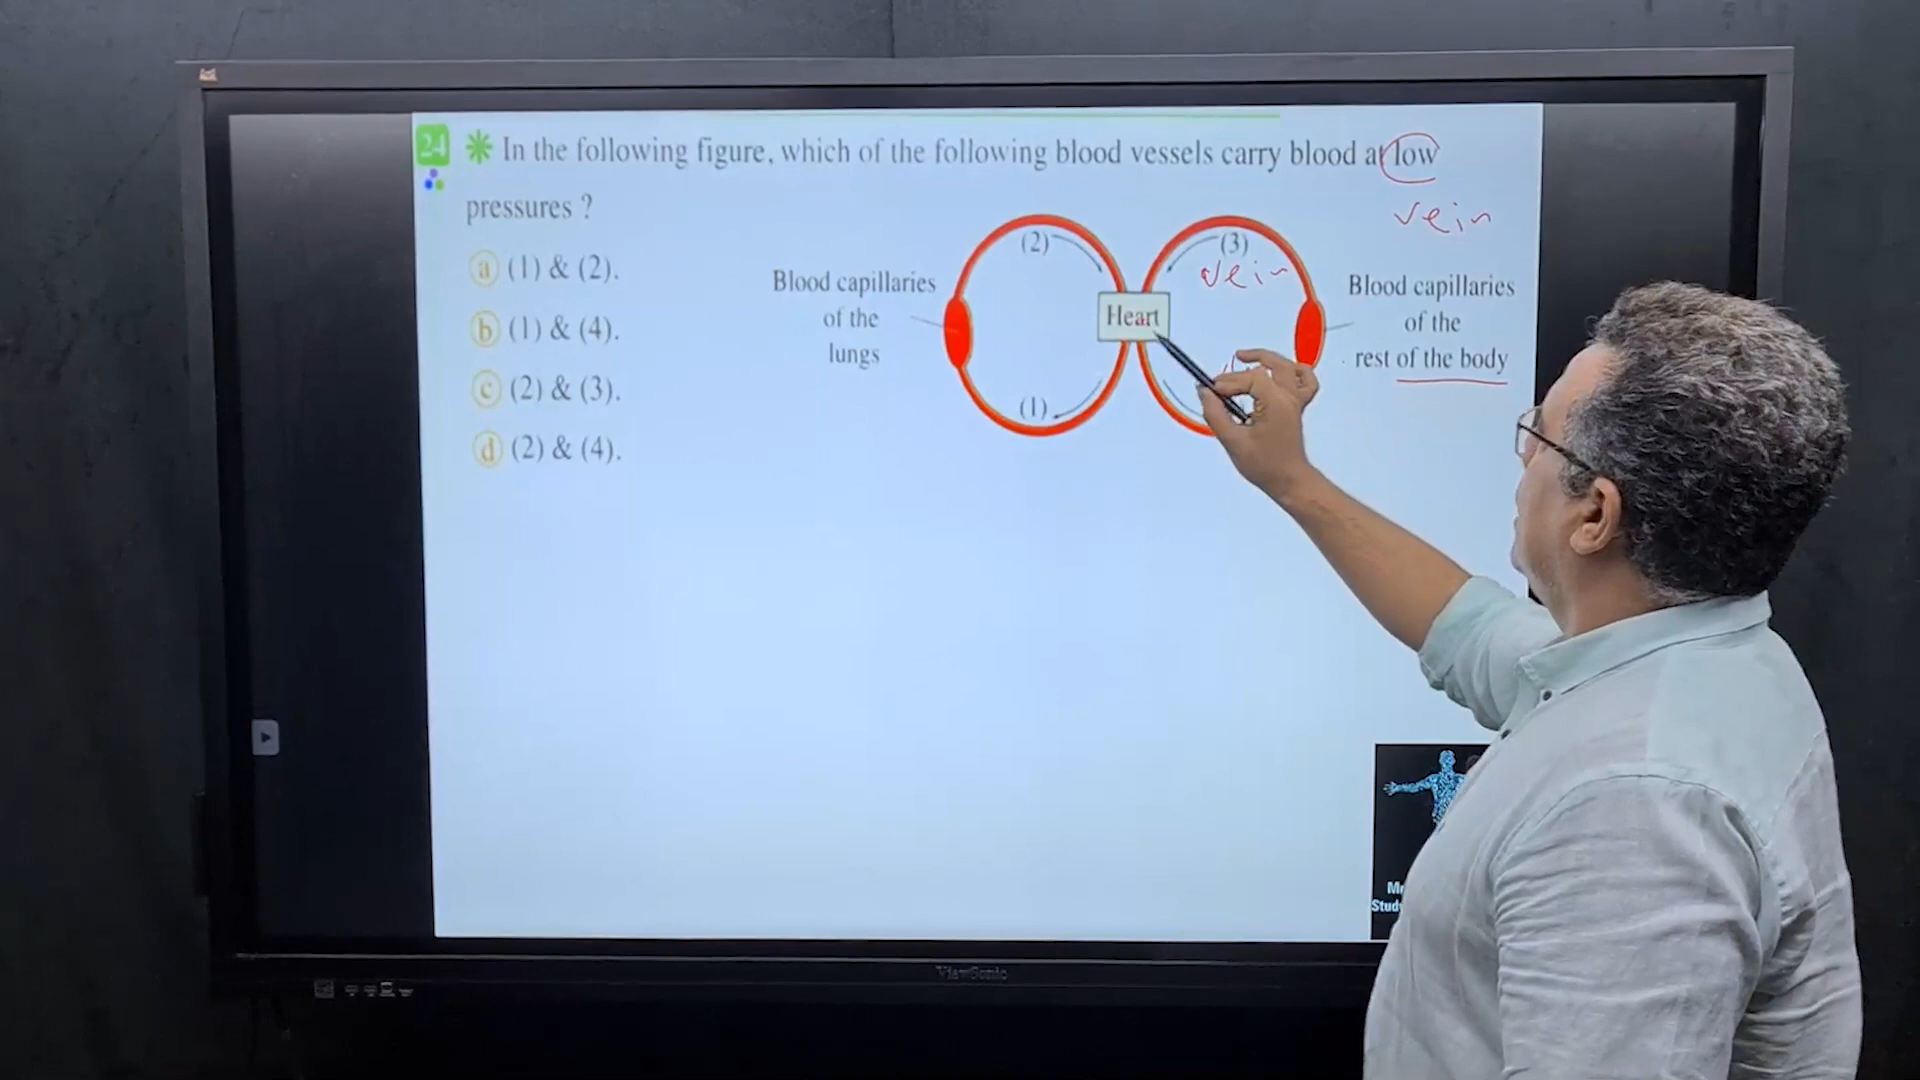 24 In the following figure, which of the following blood vessels carry blood at low
pressures ?
vein
a (1) & (2).
b (1) & (4).
c (2) & (3).
d (2) & (4).
Blood capillaries
of the
lungs
(2)
(1)
Heart
(3)
vein
Blood capillaries
of the
rest of the body
ViewSonic